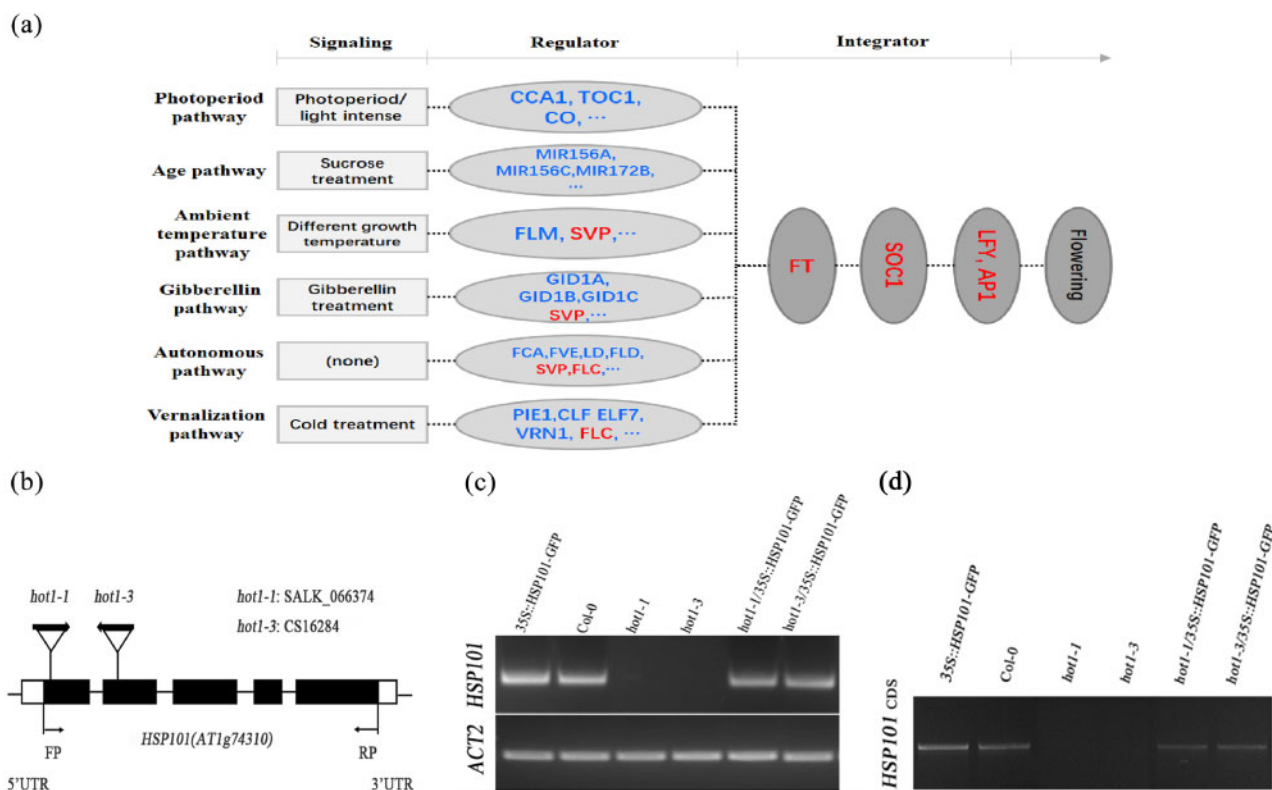 (a)
Signaling Regulator Integrator
Photoperiod
pathway
Photoperiod/
light intense
CCA1, TOC1,
CO, ···
Age pathway
Sucrose
treatment
MIR156A,
MIR156C,MIR172B,
···
Ambient
temperature
pathway
Different growth
temperature
FLM, SVP,···
Gibberellin
pathway
Gibberellin
treatment
GID1A,
GID1B,GID1C
SVP,···
Autonomous
pathway
(none)
FCA,FVE,LD,FLD,
SVP,FLC,···
Vernalization
pathway
Cold treatment
PIE1,CLF ELF7,
VRN1, FLC, ···
FT
SOC1
LFY, AP1
Flowering
(b)
hot1-1 hot1-3
hot1-1: SALK_066374
hot1-3: CS16284
FP HSP101(AT1g74310) RP
5'UTR 3'UTR
(c)
35S::HSP101-GFP
Col-0
hot1-1
hot1-3
hot1-1/35S::HSP101-GFP
hot1-3/35S::HSP101-GFP
HSP101
ACT2
(d)
35S::HSP101-GFP
Col-0
hot1-1
hot1-3
hot1-1/35S::HSP101-GFP
hot1-3/35S::HSP101-GFP
HSP101 CDS